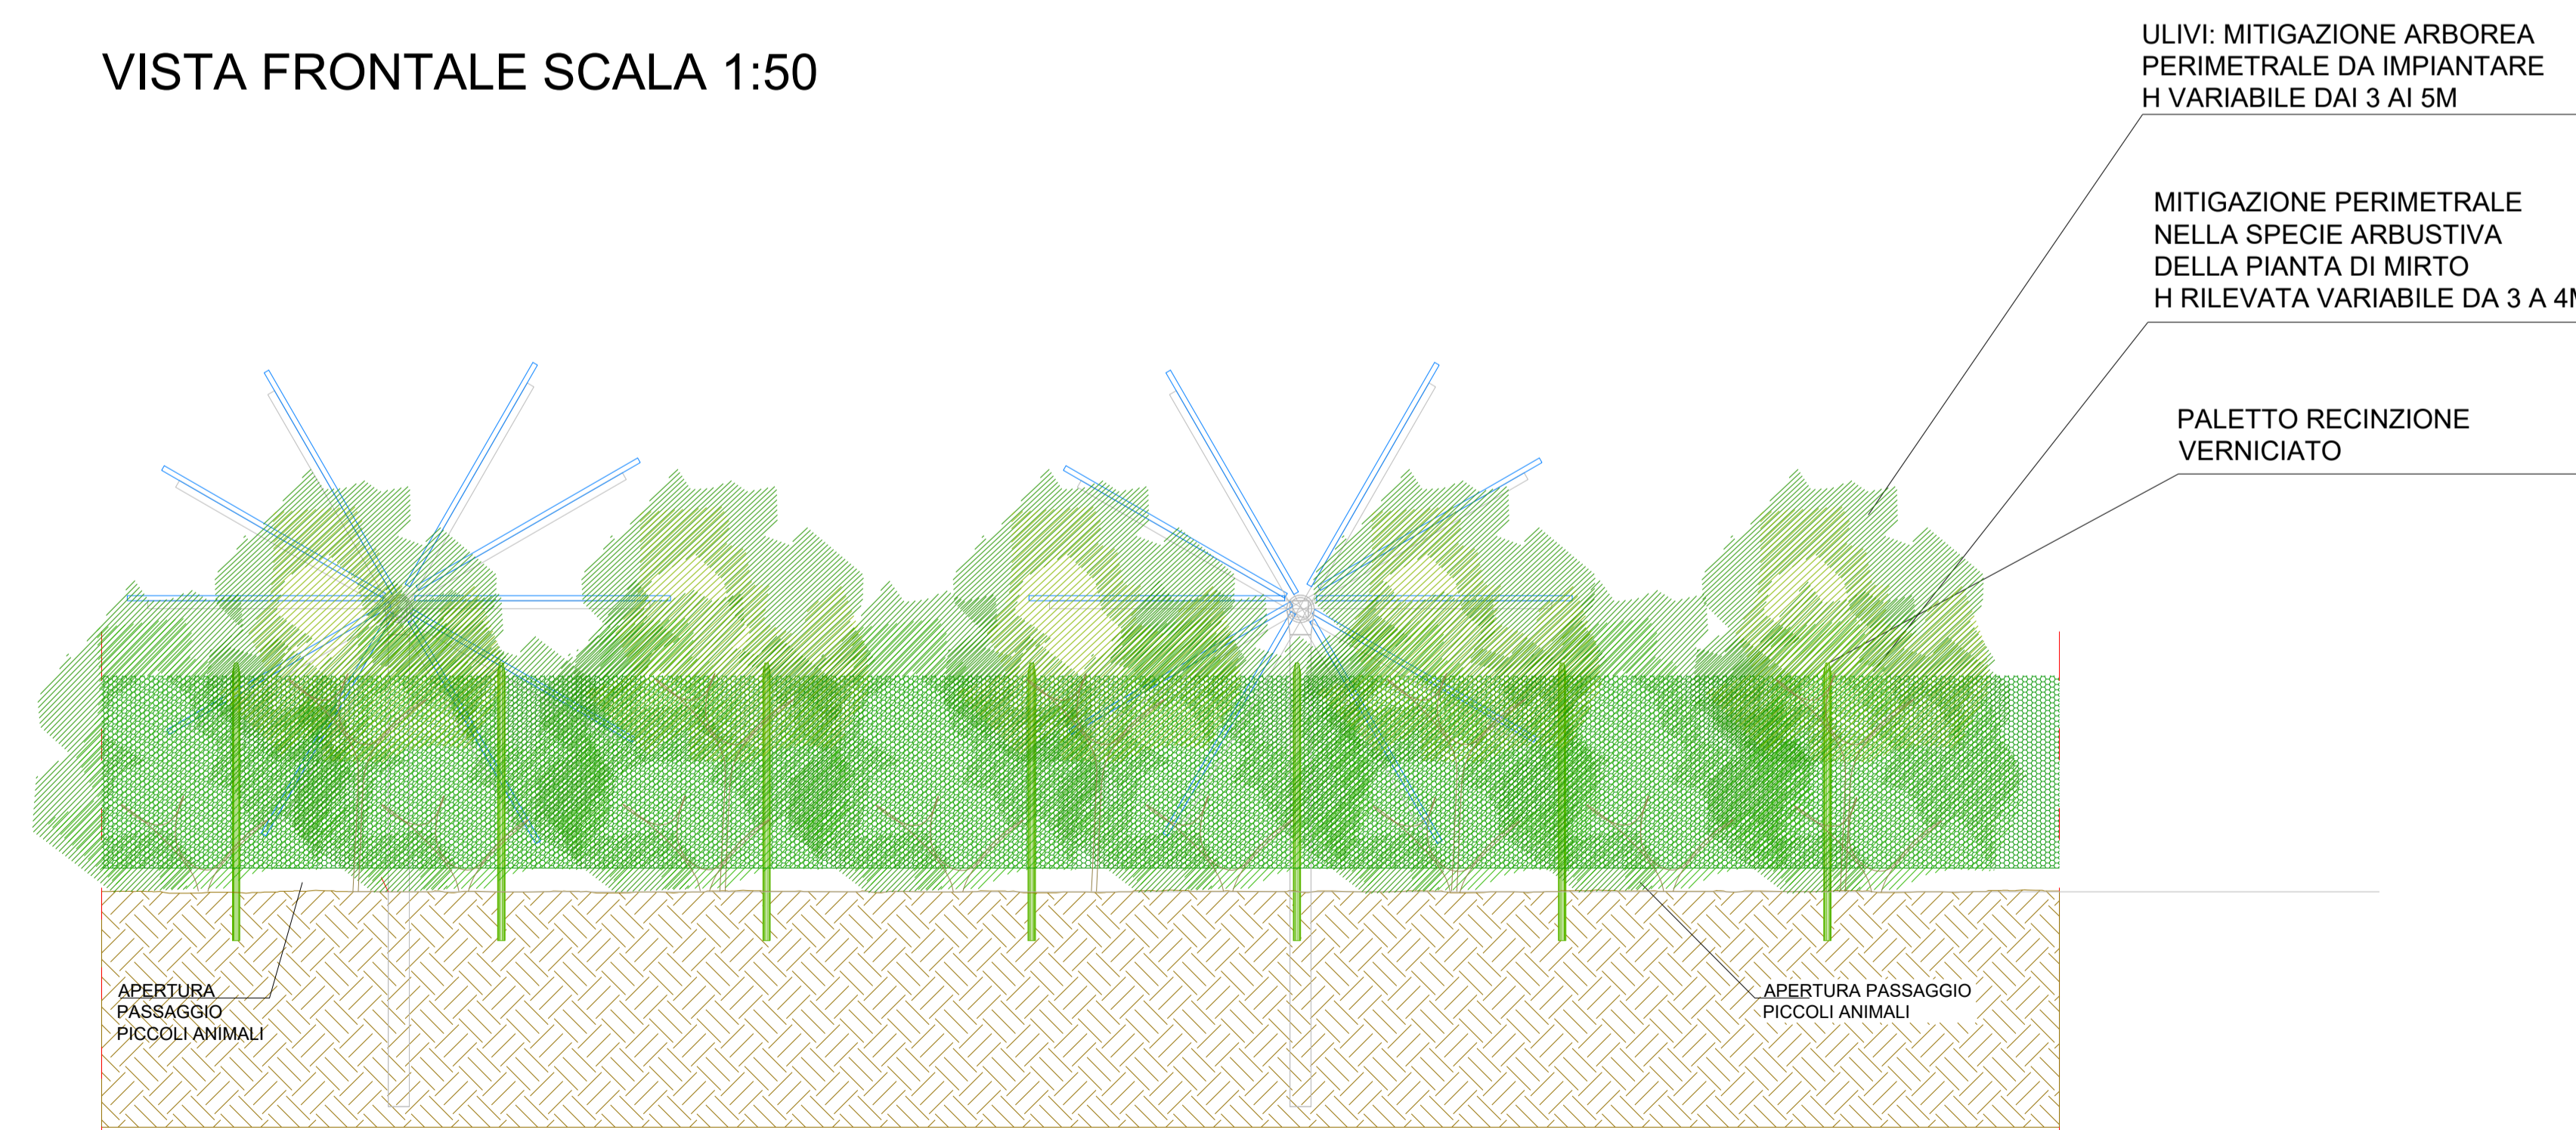 VISTA FRONTALE SCALA 1:50
ULIVI: MITIGAZIONE ARBOREA
PERIMETRALE DA IMPIANTARE
H VARIABILE DAI 3 AI 5M
MITIGAZIONE PERIMETRALE
NELLA SPECIE ARBUSTIVA
DELLA PIANTA DI MIRTO
H RILEVATA VARIABILE DA 3 A 4M
PALETTO RECINZIONE
VERNICIATO
APERTURA
PASSAGGIO
PICCOLI ANIMALI
APERTURA PASSAGGIO
PICCOLI ANIMALI